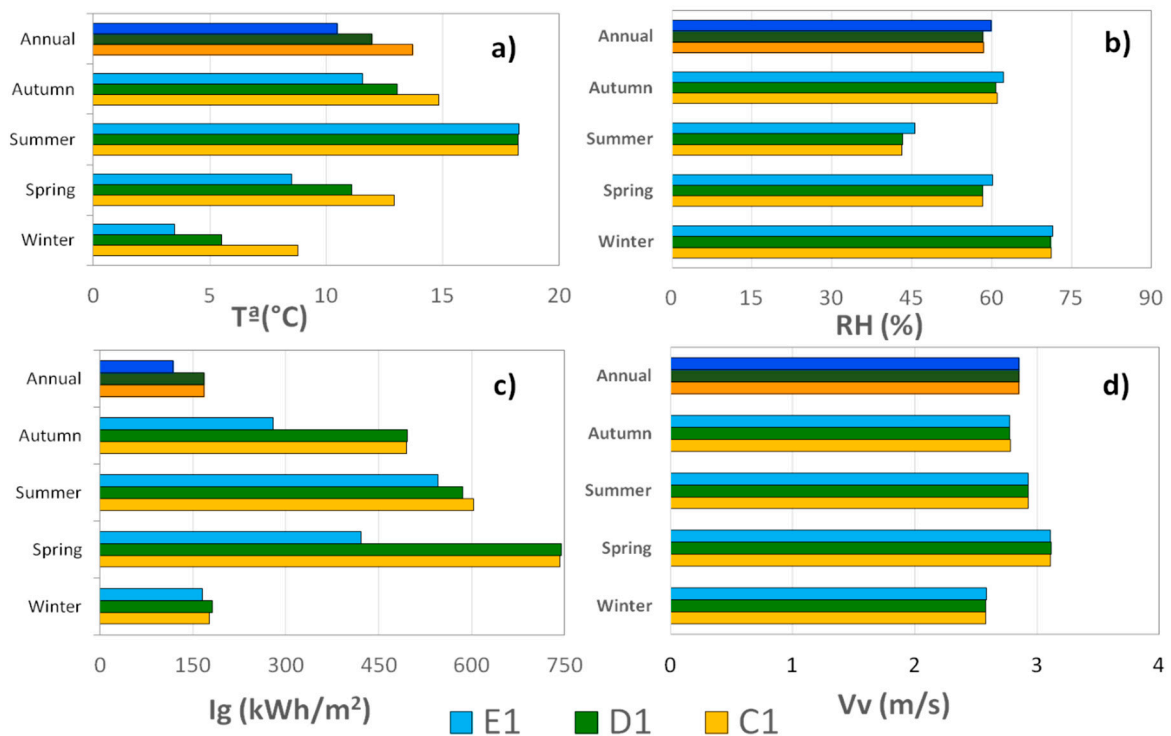 a)
Annual
Autumn
Summer
Spring
Winter
0 5 10 15 20
Tª(°C)
b)
Annual
Autumn
Summer
Spring
Winter
0 15 30 45 60 75 90
RH (%)
c)
Annual
Autumn
Summer
Spring
Winter
0 150 300 450 600 750
Ig (kWh/m²)
d)
Annual
Autumn
Summer
Spring
Winter
0 1 2 3 4
Vv (m/s)
E1 D1 C1